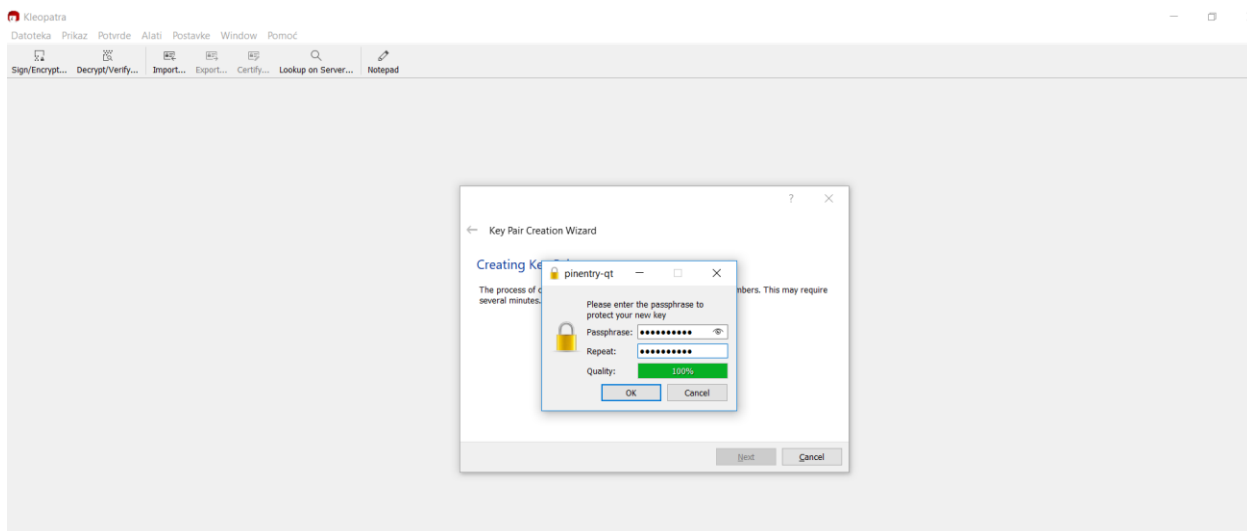 Kleopatra
Datoteka Prikaz Potvrde Alati Postavke Window Pomoć
Sign/Encrypt... Decrypt/Verify... Import... Export... Certify... Lookup on Server... Notepad
?
Key Pair Creation Wizard
Creating Ke
The process of
mbers. This may require
several minutes.
pinentry-qt
Please enter the passphrase to
protect your new key
Passphrase: ●●●●●●●●●●
Repeat: ●●●●●●●●●●
Quality: 100%
OK Cancel
Next Cancel